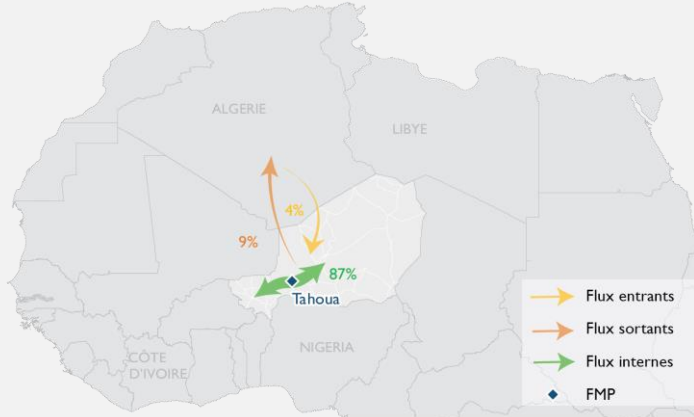 ALGERIE
LIBYE
4%
9%
87%
Tahoua
NIGERIA
CÔTE
D'IVOIRE
Flux entrants
Flux sortants
Flux internes
FMP